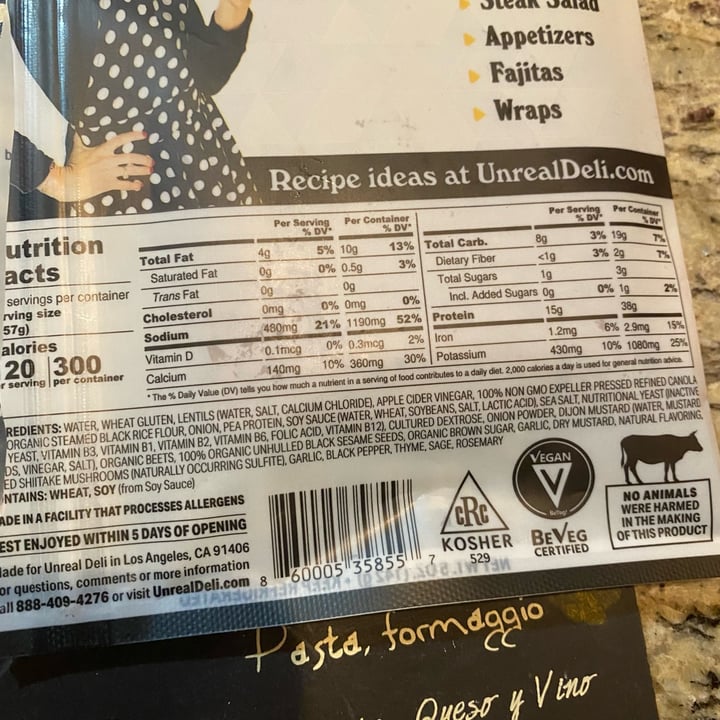 Steak Salad
Appetizers
Fajitas
Wraps
Recipe ideas at UnrealDeli.com
utrition
acts
servings per container
rving size
57g)
alories
20 300
r serving per container
Per Serving Per Container
% DV* % DV*
Total Fat 4g 5% 10g 13%
Saturated Fat 0g 0% 0.5g 3%
Trans Fat 0g 0g
Cholesterol 0mg 0% 0mg 0%
Sodium 480mg 21% 1190mg 52%
Vitamin D 0.1mcg 0% 0.3mcg 2%
Calcium 140mg 10% 360mg 30%
Per Serving Per Container
% DV* % DV*
Total Carb. 8g 3% 19g 7%
Dietary Fiber <1g 3% 2g 7%
Total Sugars 1g 3g
Incl. Added Sugars 0g 0% 1g 2%
Protein 15g 38g
Iron 1.2mg 6% 2.9mg 15%
Potassium 430mg 10% 1080mg 25%
* The % Daily Value (DV) tells you how much a nutrient in a serving of food contributes to a daily diet. 2,000 calories a day is used for general nutrition advice.
REDIENTS: WATER, WHEAT GLUTEN, LENTILS (WATER, SALT, CALCIUM CHLORIDE), APPLE CIDER VINEGAR, 100% NON GMO EXPELLER PRESSED REFINED CANOLA
ORGANIC STEAMED BLACK RICE FLOUR, ONION, PEA PROTEIN, SOY SAUCE (WATER, WHEAT, SOYBEANS, SALT, LACTIC ACID), SEA SALT, NUTRITIONAL YEAST (INACTIVE
YEAST, VITAMIN B3, VITAMIN B1, VITAMIN B2, VITAMIN B6, FOLIC ACID, VITAMIN B12), CULTURED DEXTROSE, ONION POWDER, DIJON MUSTARD (WATER, MUSTARD
DS, VINEGAR, SALT), ORGANIC BEETS, 100% ORGANIC UNHULLED BLACK SESAME SEEDS, ORGANIC BROWN SUGAR, GARLIC, DRY MUSTARD, NATURAL FLAVORING,
ED SHIITAKE MUSHROOMS (NATURALLY OCCURRING SULFITE), GARLIC, BLACK PEPPER, THYME, SAGE, ROSEMARY
NTAINS: WHEAT, SOY (from Soy Sauce)
ADE IN A FACILITY THAT PROCESSES ALLERGENS
EST ENJOYED WITHIN 5 DAYS OF OPENING
ade for Unreal Deli in Los Angeles, CA 91406
or questions, comments or more information
all 888-409-4276 or visit UnrealDeli.com
8 60005 35855 7
cRc
KOSHER
529
VEGAN
V
BeVeg
BEVEG
CERTIFIED
NO ANIMALS
WERE HARMED
IN THE MAKING
OF THIS PRODUCT
Pasta, formaggio
Queso y Vino